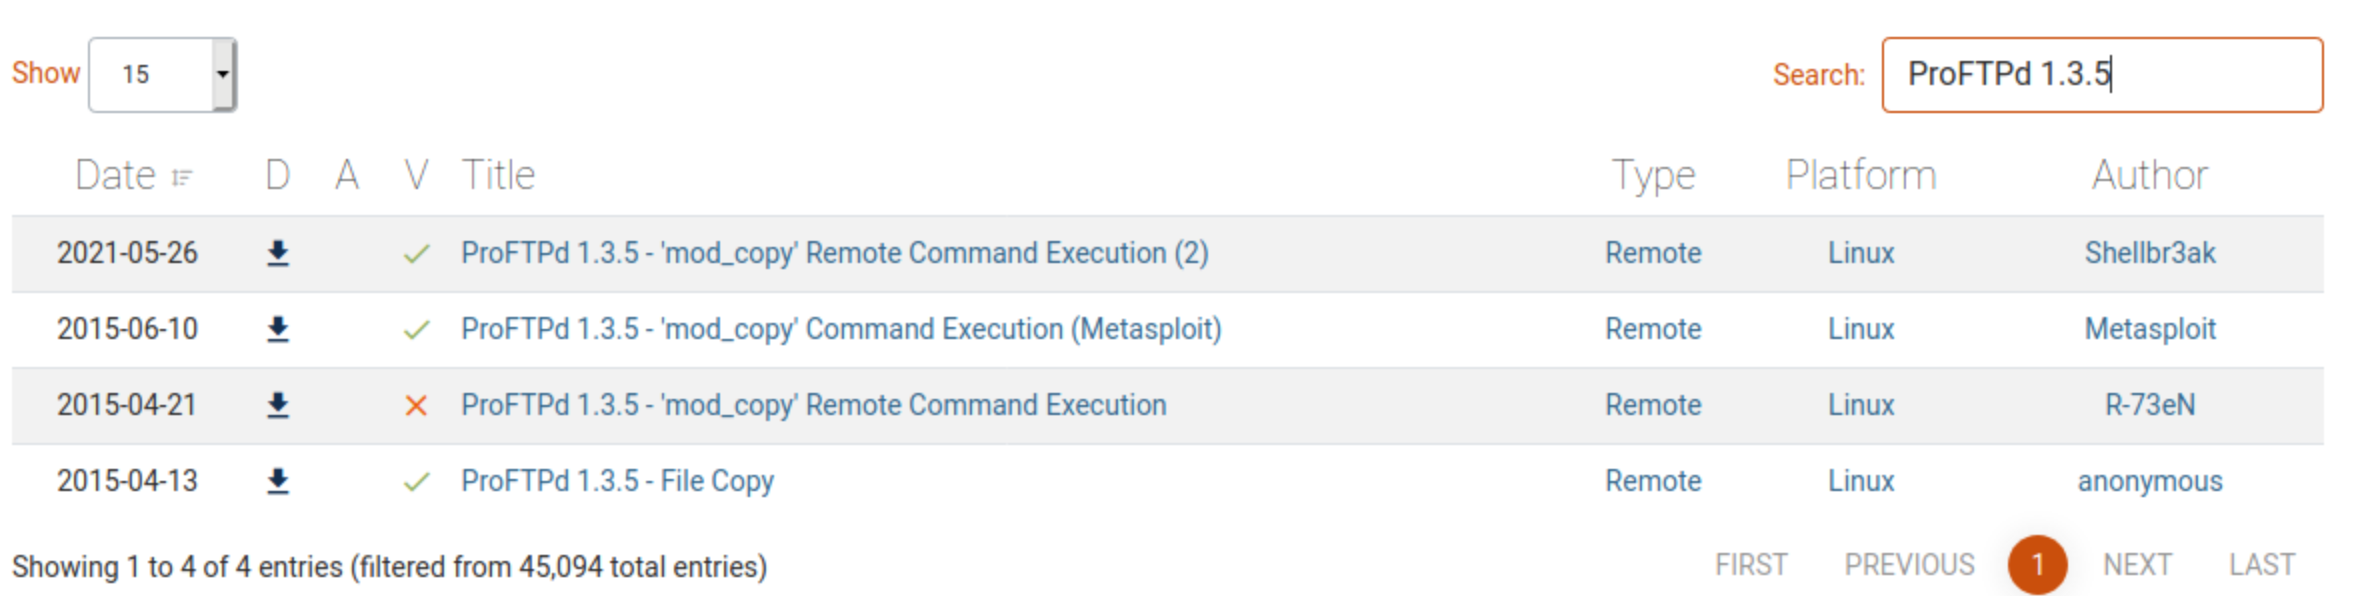 Show 15 Search: ProFTPd 1.3.5
Date D A V Title Type Platform Author
2021-05-26 ProFTPd 1.3.5 - 'mod_copy' Remote Command Execution (2) Remote Linux Shellbr3ak
2015-06-10 ProFTPd 1.3.5 - 'mod_copy' Command Execution (Metasploit) Remote Linux Metasploit
2015-04-21 ProFTPd 1.3.5 - 'mod_copy' Remote Command Execution Remote Linux R-73eN
2015-04-13 ProFTPd 1.3.5 - File Copy Remote Linux anonymous
Showing 1 to 4 of 4 entries (filtered from 45,094 total entries) FIRST PREVIOUS 1 NEXT LAST